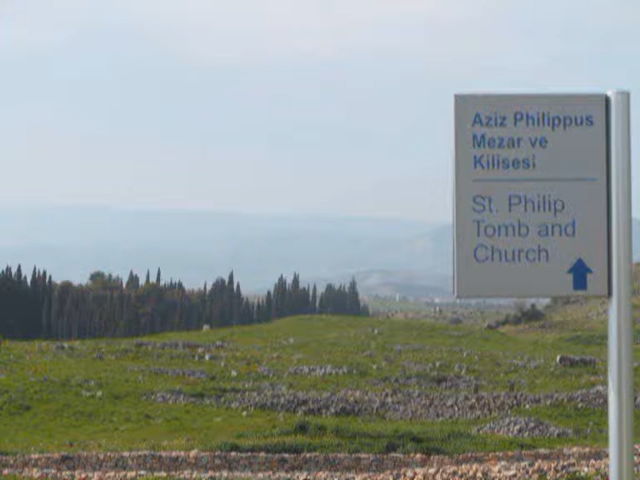 Aziz Philippus
Mezar ve
Kilisesi
St. Philip
Tomb and
Church